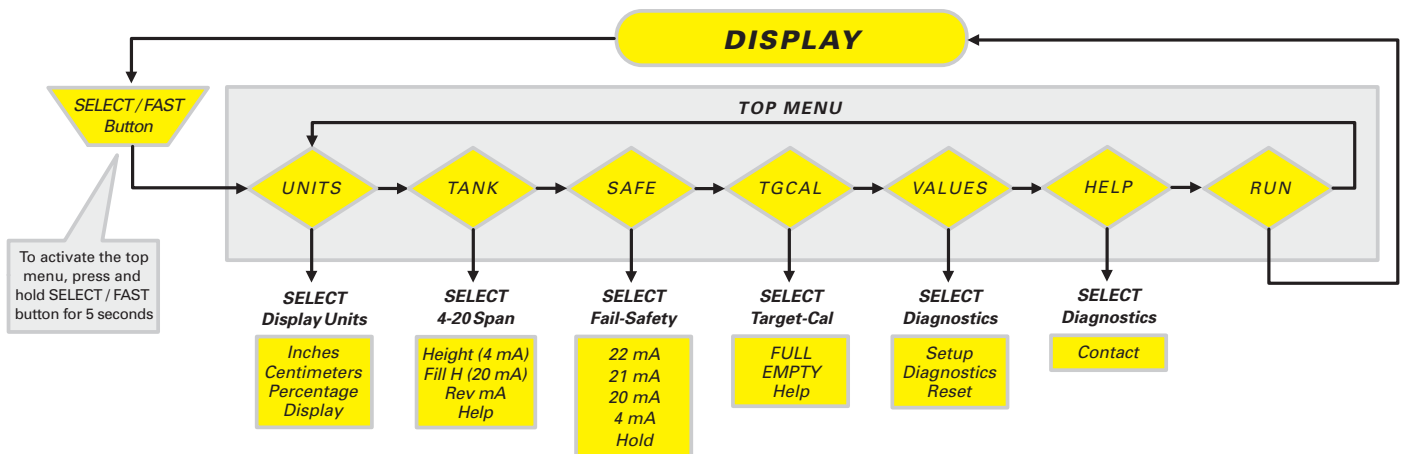 DISPLAY
SELECT / FAST
Button
TOP MENU
UNITS
TANK
SAFE
TGCAL
VALUES
HELP
RUN
To activate the top
menu, press and
hold SELECT / FAST
button for 5 seconds
SELECT
Display Units
Inches
Centimeters
Percentage
Display
SELECT
4-20 Span
Height (4 mA)
Fill H (20 mA)
Rev mA
Help
SELECT
Fail-Safety
22 mA
21 mA
20 mA
4 mA
Hold
SELECT
Target-Cal
FULL
EMPTY
Help
SELECT
Diagnostics
Setup
Diagnostics
Reset
SELECT
Diagnostics
Contact